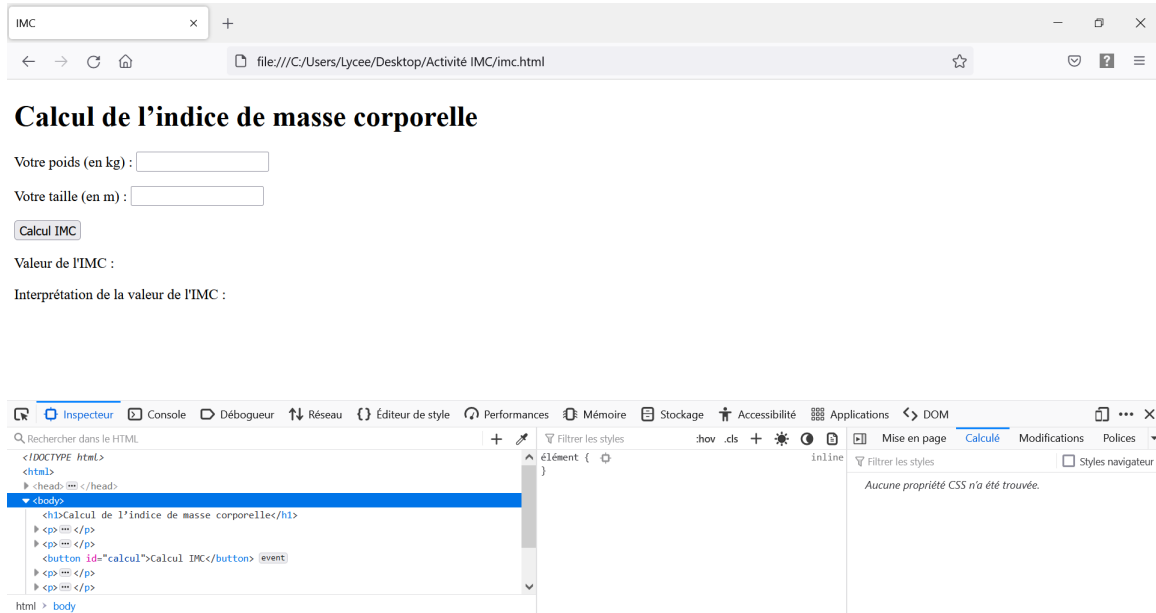 IMC
file:///C:/Users/Lycee/Desktop/Activité IMC/imc.html
?
Calcul de l’indice de masse corporelle
Votre poids (en kg) :
Votre taille (en m) :
Calcul IMC
Valeur de l'IMC :
Interprétation de la valeur de l'IMC :
Inspecteur Console Débogueur Réseau {} Éditeur de style Performances Mémoire Stockage Accessibilité Applications DOM
Rechercher dans le HTML
Filtrer les styles :hov .cls
Mise en page Calculé Modifications Polices
<!DOCTYPE html>
<html>
<head> ... </head>
<body>
<h1>Calcul de l’indice de masse corporelle</h1>
<p> ... </p>
<p> ... </p>
<button id="calcul">Calcul IMC</button> event
<p> ... </p>
<p> ... </p>
html > body
élément { inline
}
Filtrer les styles Styles navigateur
Aucune propriété CSS n'a été trouvée.